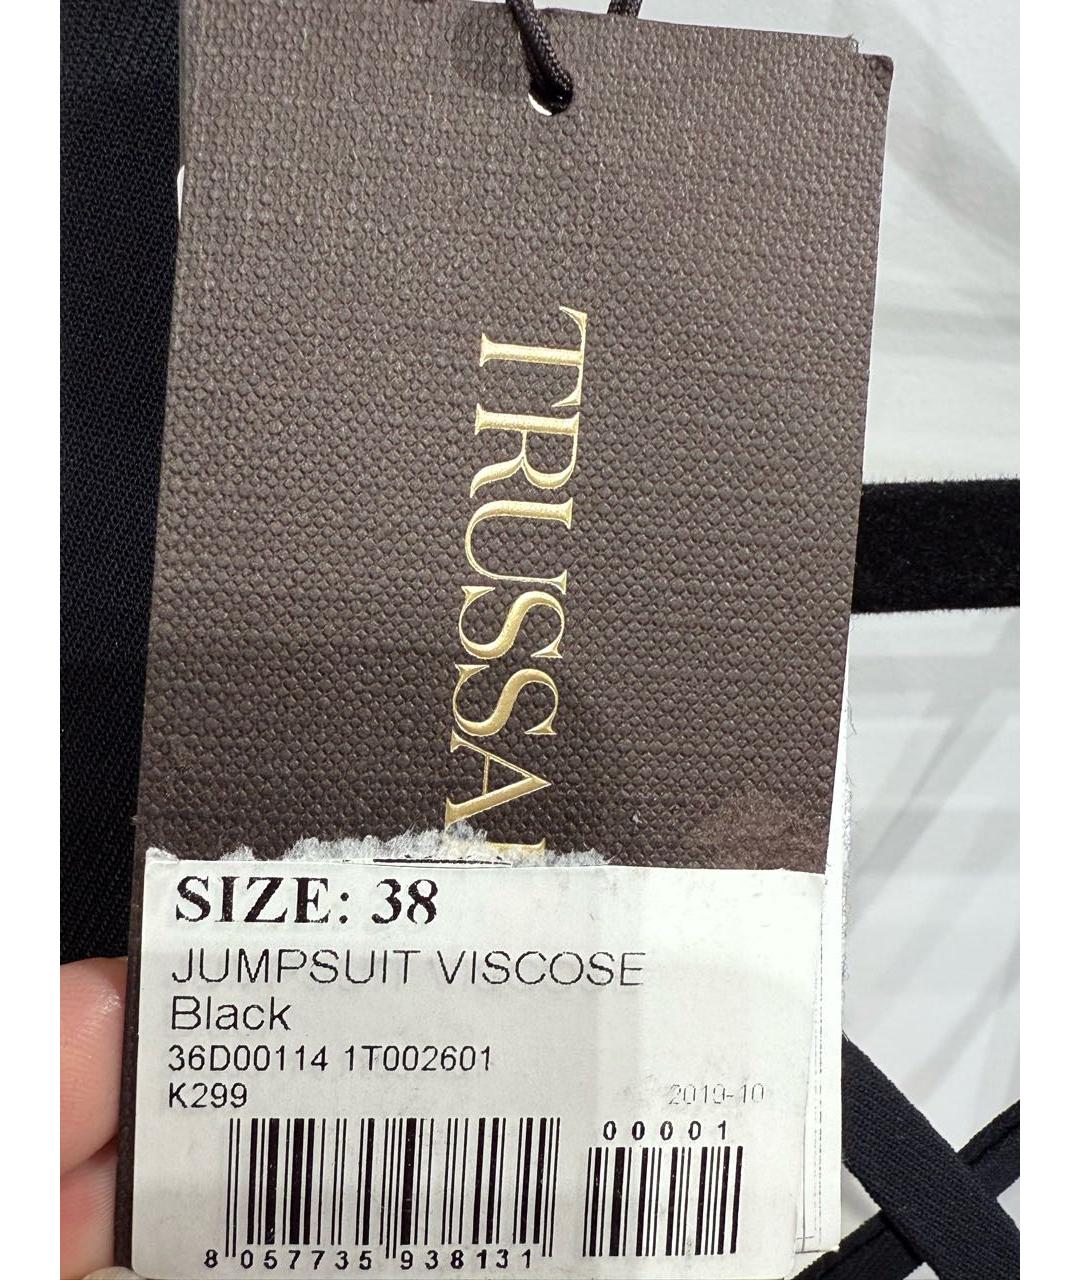 TRUSSA
SIZE: 38
JUMPSUIT VISCOSE
Black
36D00114 1T002601
K299
2019-10
00001
8 057735 938131